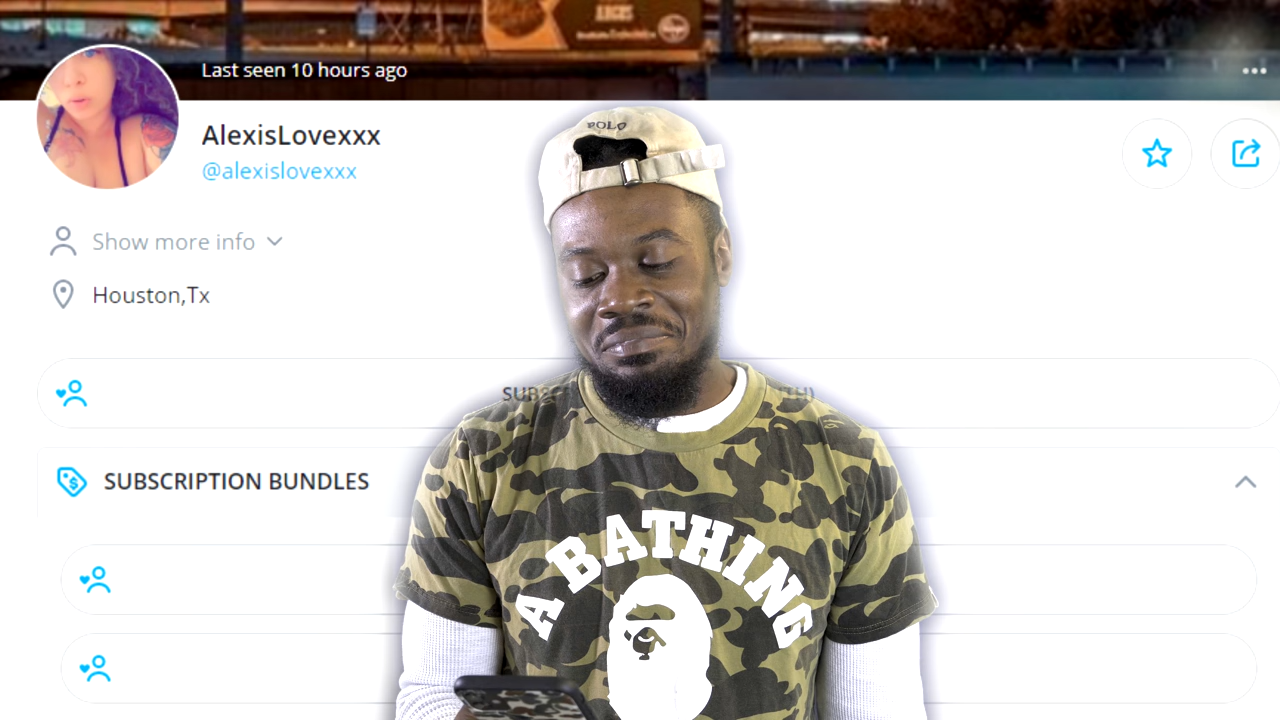 Last seen 10 hours ago
AlexisLovexxx
@alexislovexxx
Show more info
Houston,Tx
POLO
SUBSCRIPTION BUNDLES
A BATHING